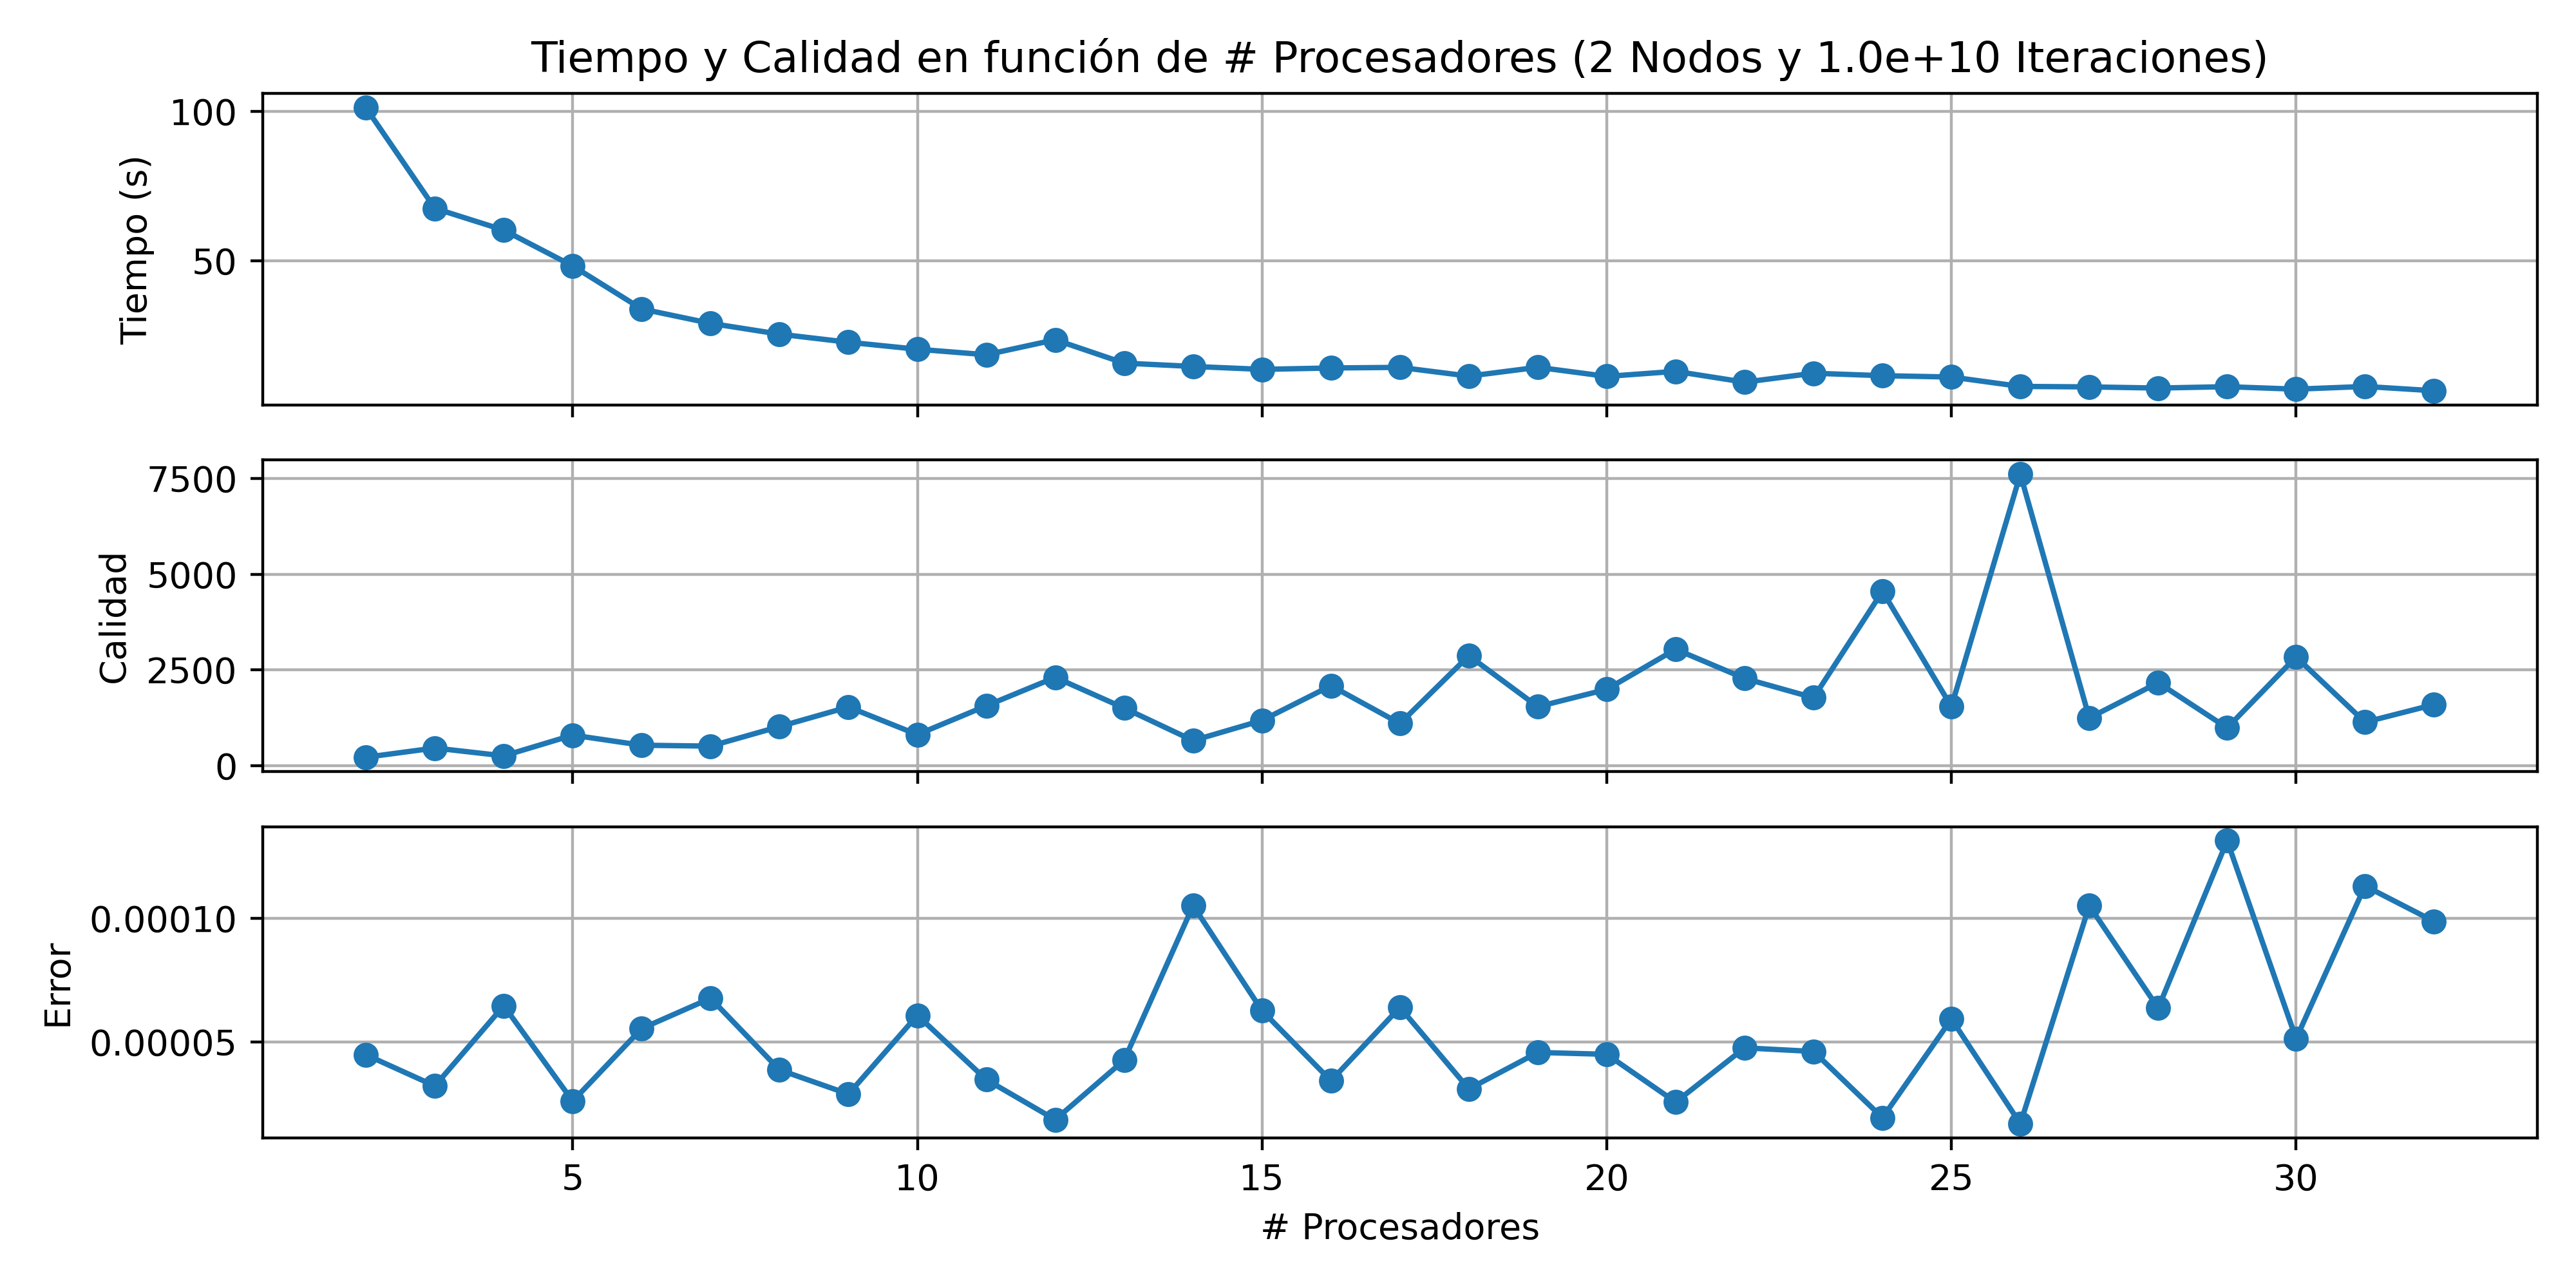 Tiempo y Calidad en función de # Procesadores (2 Nodos y 1.0e+10 Iteraciones)
100
50
Tiempo (s)
7500
5000
2500
0
Calidad
0.00010
0.00005
Error
5 10 15 20 25 30
# Procesadores